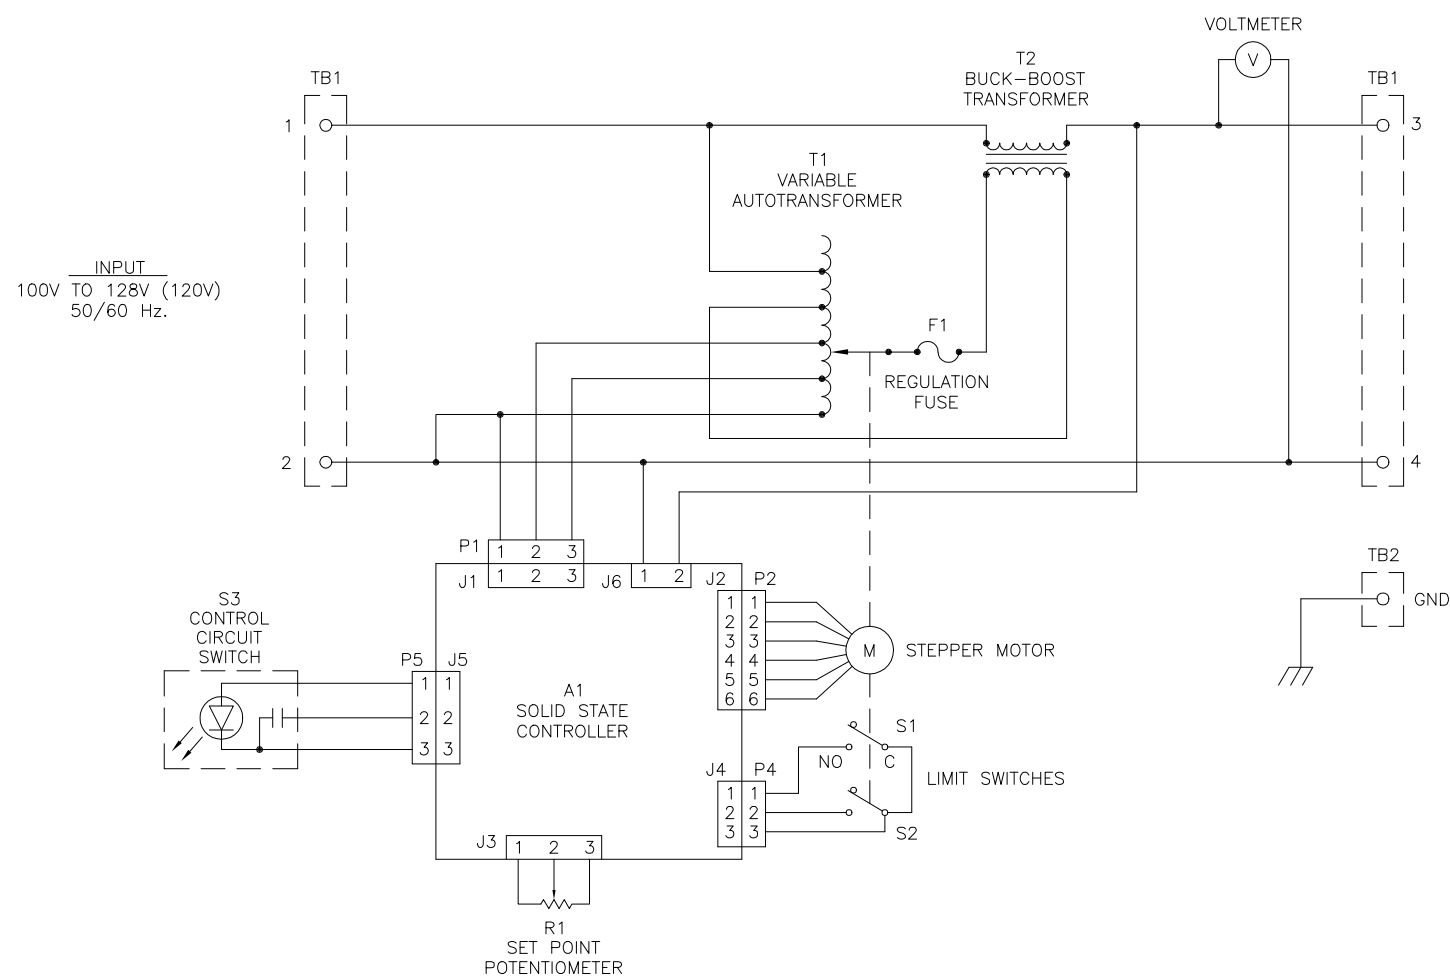 VOLTMETER
V
T2
BUCK-BOOST
TRANSFORMER
TB1
TB1
1
3
T1
VARIABLE
AUTOTRANSFORMER
INPUT
100V TO 128V (120V)
50/60 Hz.
F1
REGULATION
FUSE
2
4
P1
1 2 3
J1
1 2 3
J6
1 2
J2 P2
1 1
2 2
3 3
4 4
5 5
6 6
M
STEPPER MOTOR
TB2
GND
S3
CONTROL
CIRCUIT
SWITCH
P5 J5
1 1
2 2
3 3
A1
SOLID STATE
CONTROLLER
S1
NO C
LIMIT SWITCHES
J4 P4
1 1
2 2
3 3
S2
J3
1 2 3
R1
SET POINT
POTENTIOMETER